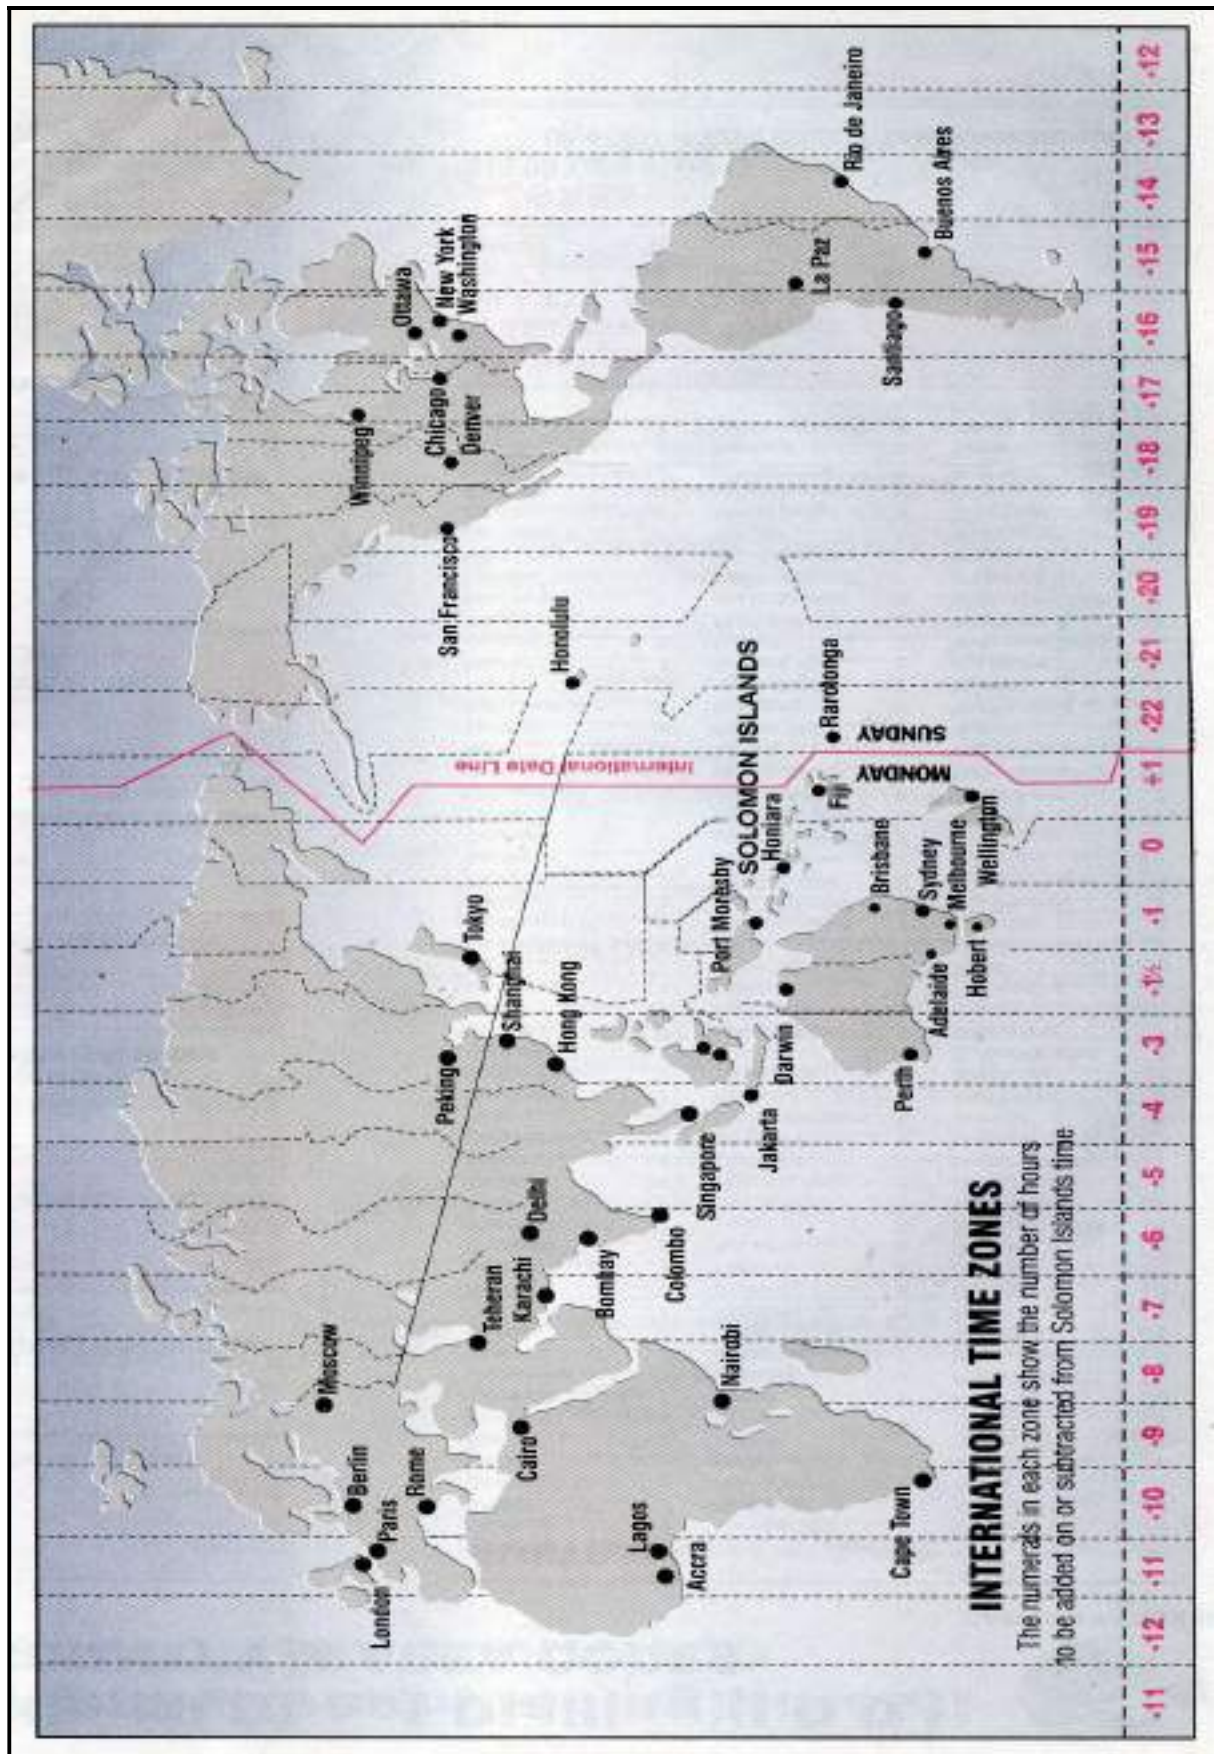 INTERNATIONAL TIME ZONES
The numerals in each zone show the number of hours
to be added on or subtracted from Solomon Islands time
London
Paris
Berlin
Rome
Moscow
Lagos
Accra
Cairo
Cape Town
Nairobi
Teheran
Karachi
Delhi
Bombay
Colombo
Peking
Shanghai
Hong Kong
Singapore
Jakarta
Darwin
Perth
Tokyo
Port Moresby
Adelaide
Hobert
Brisbane
Sydney
Melbourne
Wellington
SOLOMON ISLANDS
Honiara
Fiji
International Date Line
MONDAY
SUNDAY
Rarotonga
Honolulu
San Francisco
Winnipeg
Chicago
Denver
Ottawa
New York
Washington
Santiago
La Paz
Buenos Aires
Rio de Janeiro
-11 -12 -11 -10 -9 -8 -7 -6 -5 -4 -3 -1½ -1 0 +1 -22 -21 -20 -19 -18 -17 -16 -15 -14 -13 -12